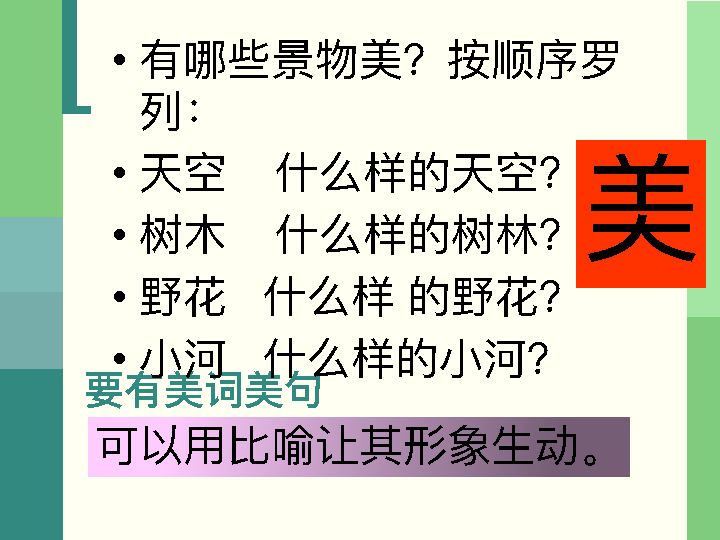 • 有哪些景物美？按顺序罗
列：
• 天空 什么样的天空？
• 树木 什么样的树林？
• 野花 什么样 的野花？
• 小河 什么样的小河？
美
要有美词美句
可以用比喻让其形象生动。